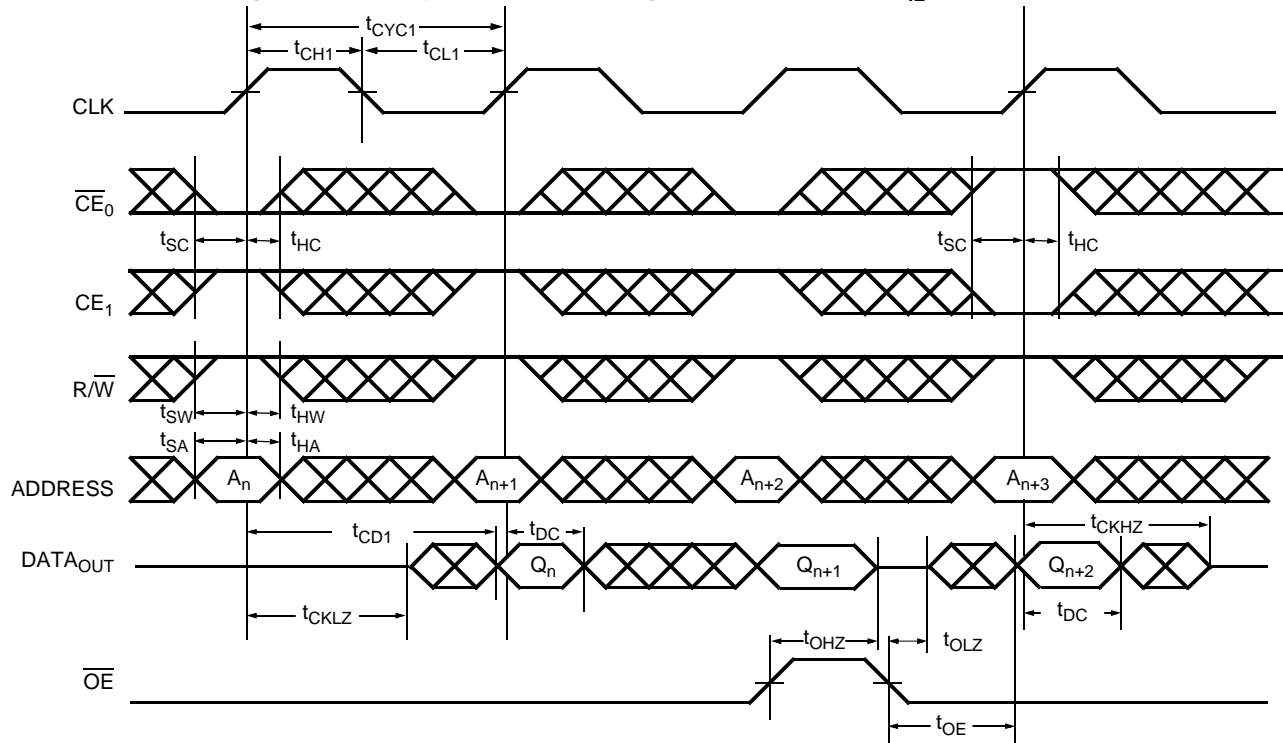 tCYC1
tCH1
tCL1
CLK
CE0
tSC
tHC
tSC
tHC
CE1
R/W
tSW
tHW
tSA
tHA
ADDRESS
An
An+1
An+2
An+3
tCD1
tDC
tCKHZ
DATAOUT
Qn
Qn+1
Qn+2
tCKLZ
tDC
tOHZ
tOLZ
OE
tOE